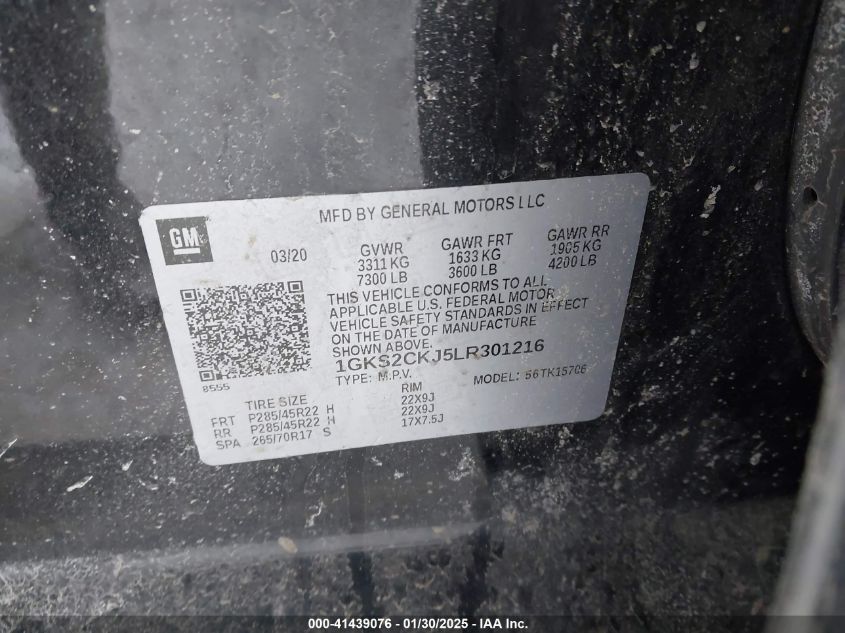 GM
MFD BY GENERAL MOTORS LLC
03/20
GVWR GAWR FRT GAWR RR
3311 KG 1633 KG 1905 KG
7300 LB 3600 LB 4200 LB
THIS VEHICLE CONFORMS TO ALL
APPLICABLE U.S. FEDERAL MOTOR
VEHICLE SAFETY STANDARDS IN EFFECT
ON THE DATE OF MANUFACTURE
SHOWN ABOVE.
1GKS2CKJ5LR301216
TYPE: M.P.V. MODEL: 56TK15706
8555
TIRE SIZE RIM
FRT P285/45R22 H 22X9J
RR P285/45R22 H 22X9J
SPA 265/70R17 S 17X7.5J
000-41439076 — 01/30/2025 - IAA Inc.